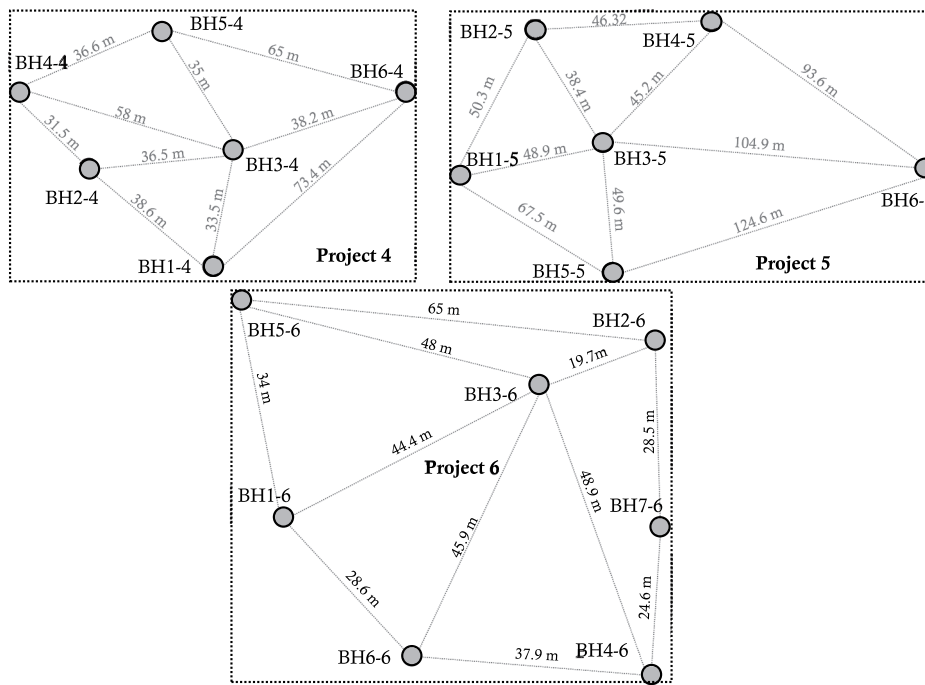 BH5-4
36.6 m
65 m
BH4-4
BH6-4
35 m
58 m
38.2 m
31.5 m
36.5 m
BH3-4
BH2-4
38.6 m
33.5 m
73.4 m
BH1-4
Project 4
BH2-5
46.32
BH4-5
50.3 m
38.4 m
45.2 m
93.6 m
BH1-5
48.9 m
BH3-5
104.9 m
BH6-
67.5 m
49.6 m
124.6 m
BH5-5
Project 5
BH5-6
65 m
BH2-6
48 m
19.7m
BH3-6
34 m
44.4 m
28.5 m
Project 6
BH1-6
48.9 m
BH7-6
45.9 m
28.6 m
24.6 m
BH6-6
37.9 m
BH4-6